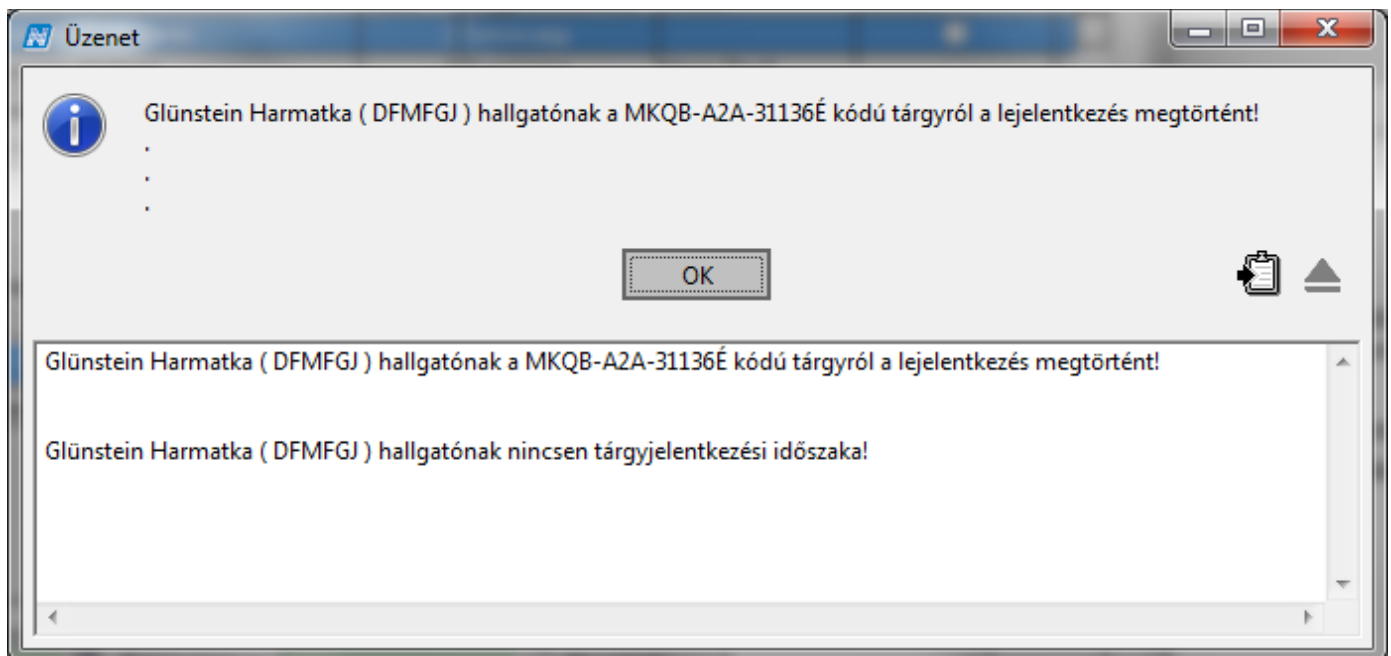 Üzenet
Glünstein Harmatka ( DFMFGJ ) hallgatónak a MKQB-A2A-31136É kódú tárgyról a lejelentkezés megtörtént!
.
.
.
OK
Glünstein Harmatka ( DFMFGJ ) hallgatónak a MKQB-A2A-31136É kódú tárgyról a lejelentkezés megtörtént!
Glünstein Harmatka ( DFMFGJ ) hallgatónak nincsen tárgyjelentkezési időszaka!